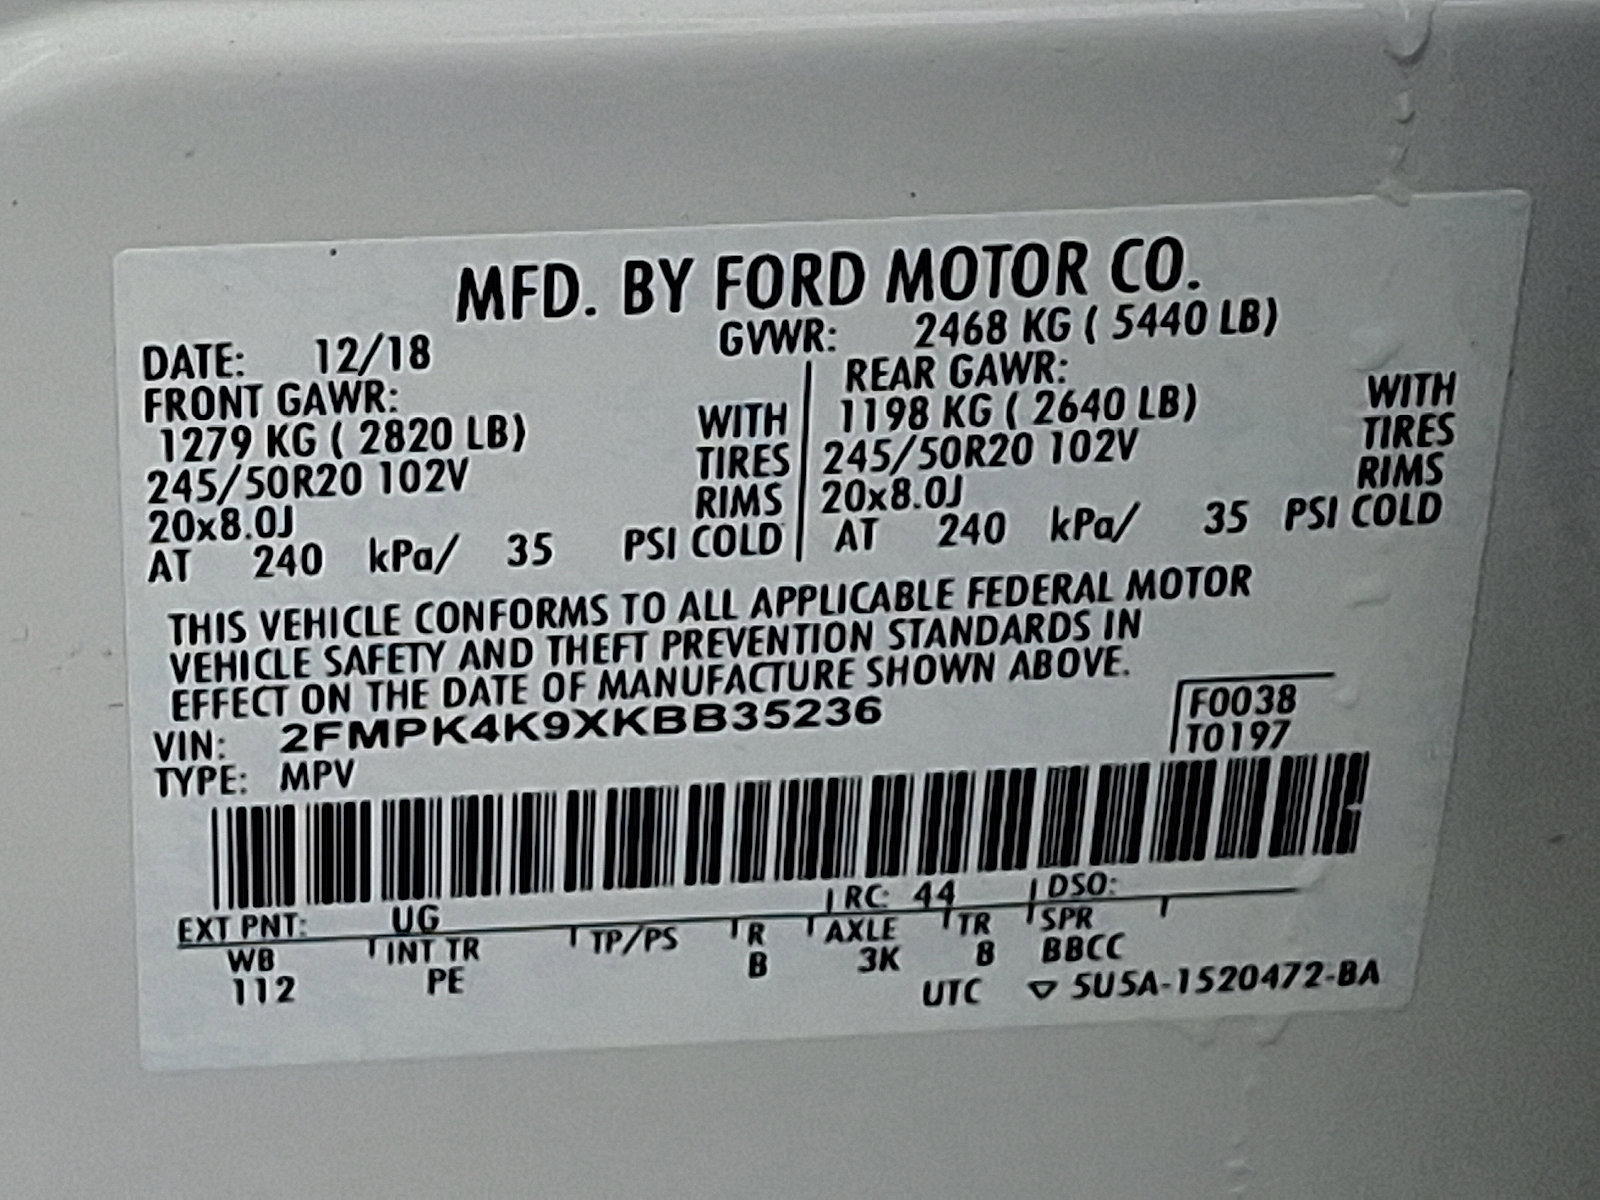 MFD. BY FORD MOTOR CO.
DATE: 12/18 GVWR: 2468 KG ( 5440 LB)
FRONT GAWR: REAR GAWR:
1279 KG ( 2820 LB) WITH 1198 KG ( 2640 LB) WITH
245/50R20 102V TIRES 245/50R20 102V TIRES
20x8.0J RIMS 20x8.0J RIMS
AT 240 kPa/ 35 PSI COLD AT 240 kPa/ 35 PSI COLD
THIS VEHICLE CONFORMS TO ALL APPLICABLE FEDERAL MOTOR
VEHICLE SAFETY AND THEFT PREVENTION STANDARDS IN
EFFECT ON THE DATE OF MANUFACTURE SHOWN ABOVE.
VIN: 2FMPK4K9XKBB35236 F0038
TYPE: MPV T0197
EXT PNT: UG RC: 44 DSO:
WB INT TR TP/PS R AXLE TR SPR
112 PE B 3K B BBCC
UTC ▽ 5U5A-1520472-BA